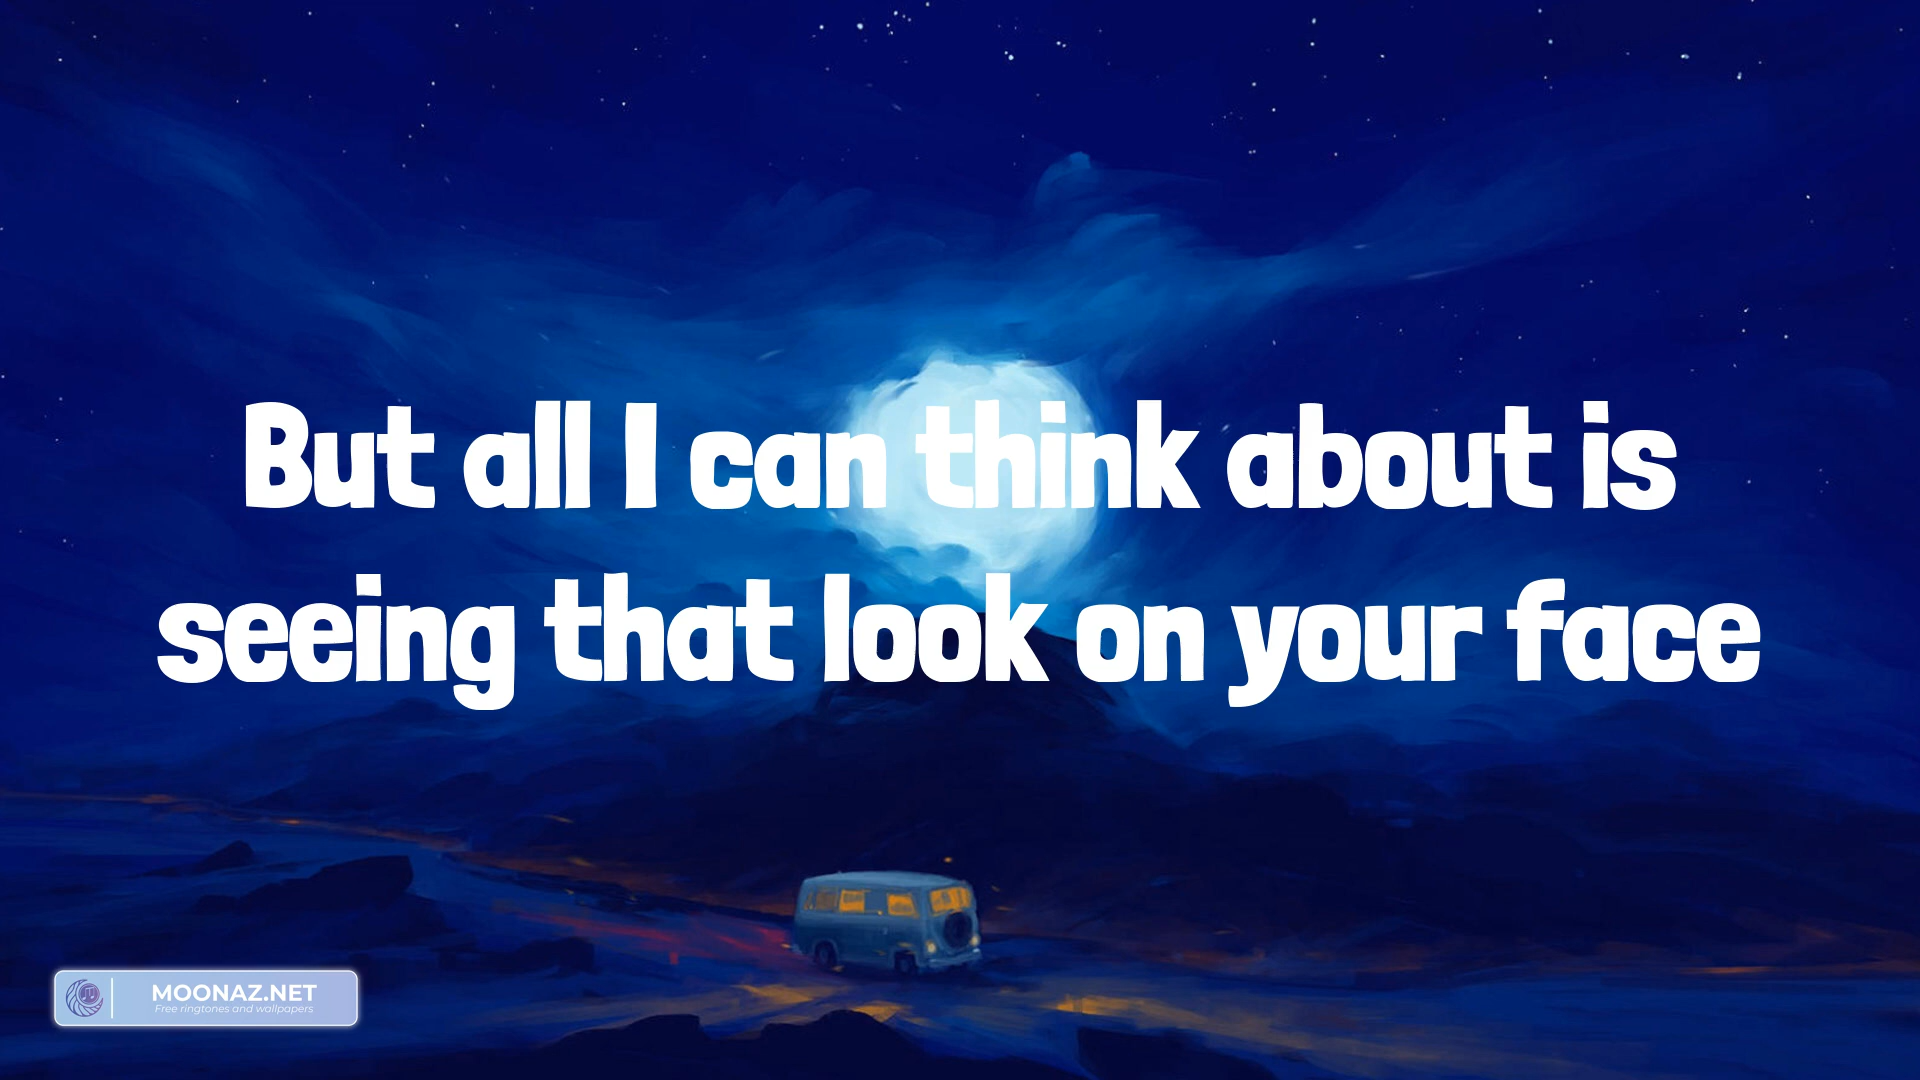 But all I can think about is
seeing that look on your face
MOONAZ.NET
Free ringtones and wallpapers